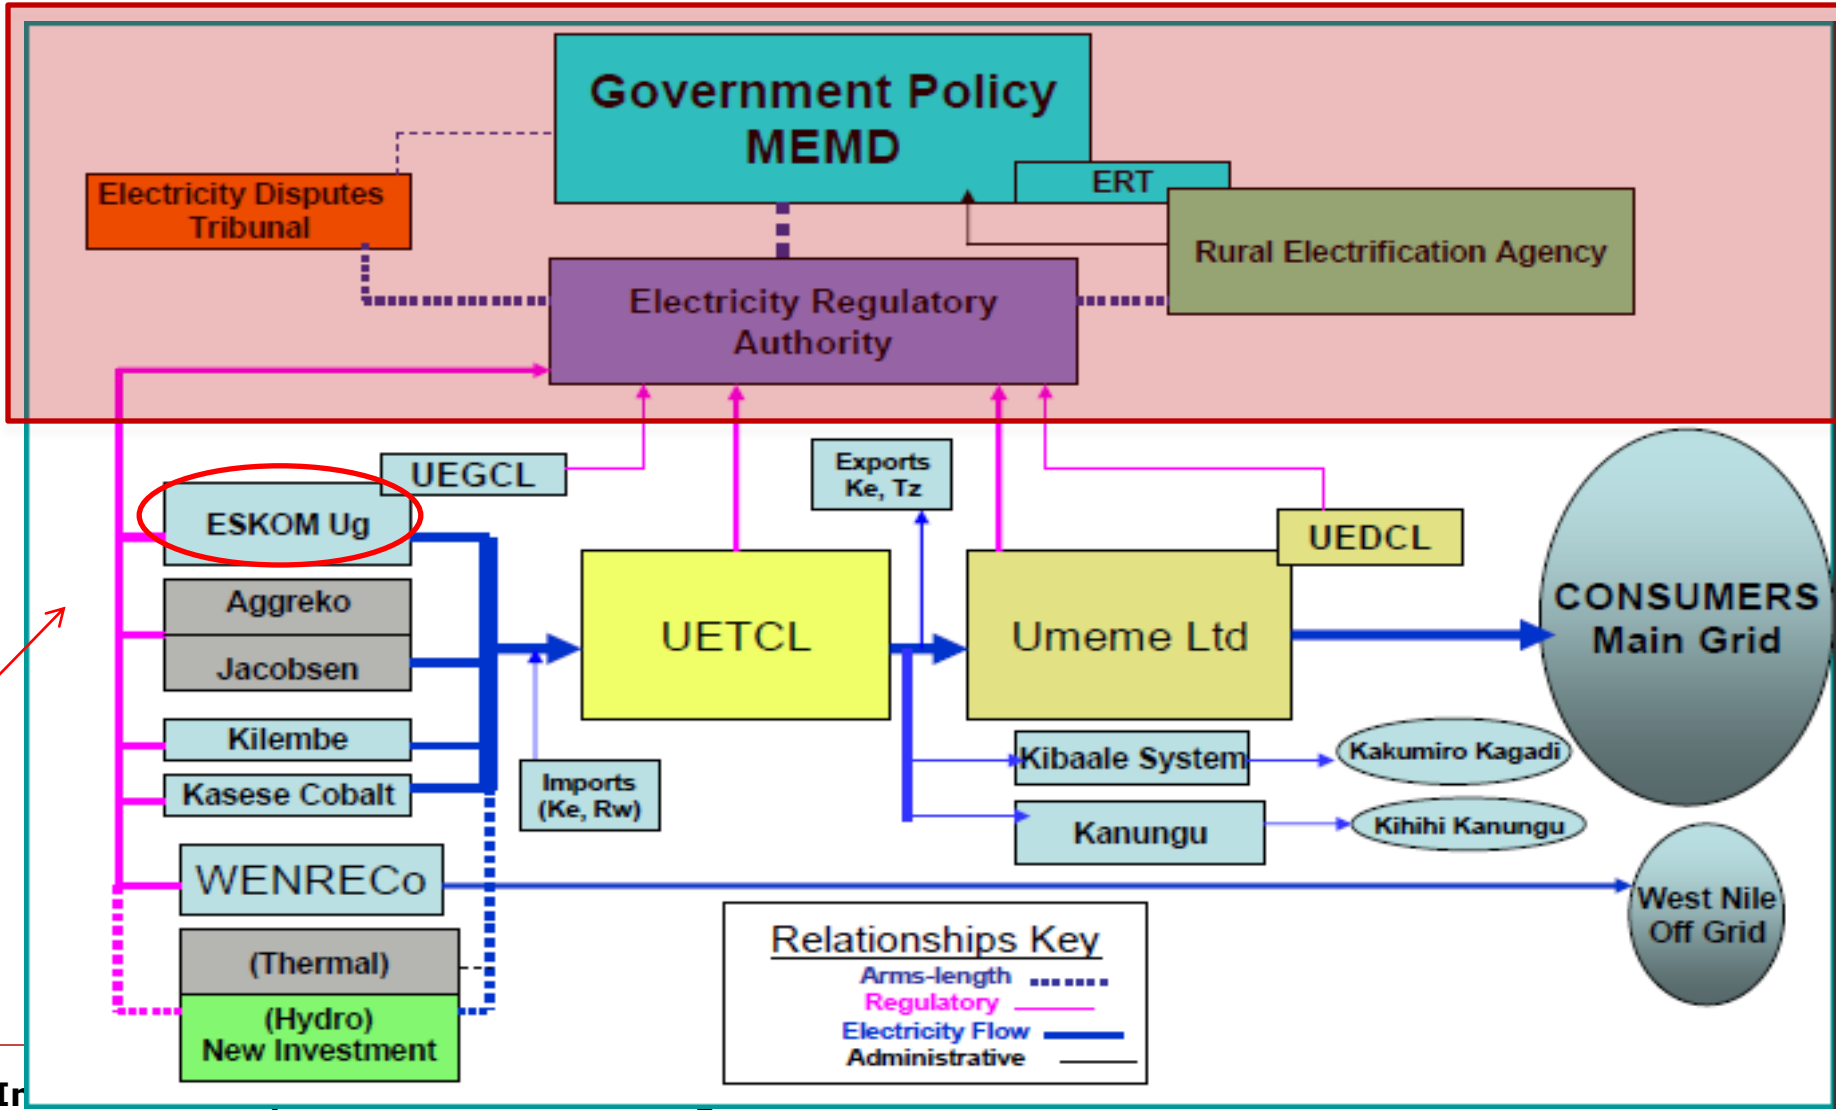 Government Policy
MEMD
ERT
Electricity Disputes
Tribunal
Rural Electrification Agency
Electricity Regulatory
Authority
UEGCL
ESKOM Ug
Aggreko
Jacobsen
Kilembe
Kasese Cobalt
WENRECo
(Thermal)
(Hydro)
New Investment
Imports
(Ke, Rw)
UETCL
Exports
Ke, Tz
Umeme Ltd
UEDCL
Kibaale System
Kanungu
Kakumiro Kagadi
Kihihi Kanungu
CONSUMERS
Main Grid
West Nile
Off Grid
Relationships Key
Arms-length
Regulatory
Electricity Flow
Administrative